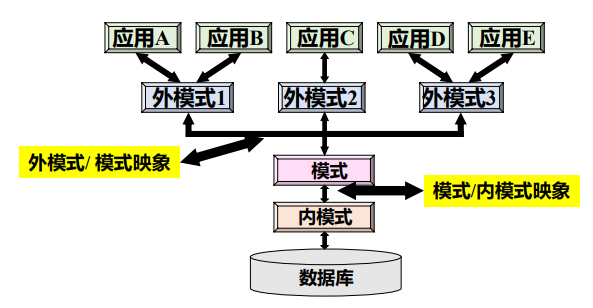 应用A
应用B
应用C
应用D
应用E
外模式1
外模式2
外模式3
外模式/ 模式映象
模式
模式/内模式映象
内模式
数据库